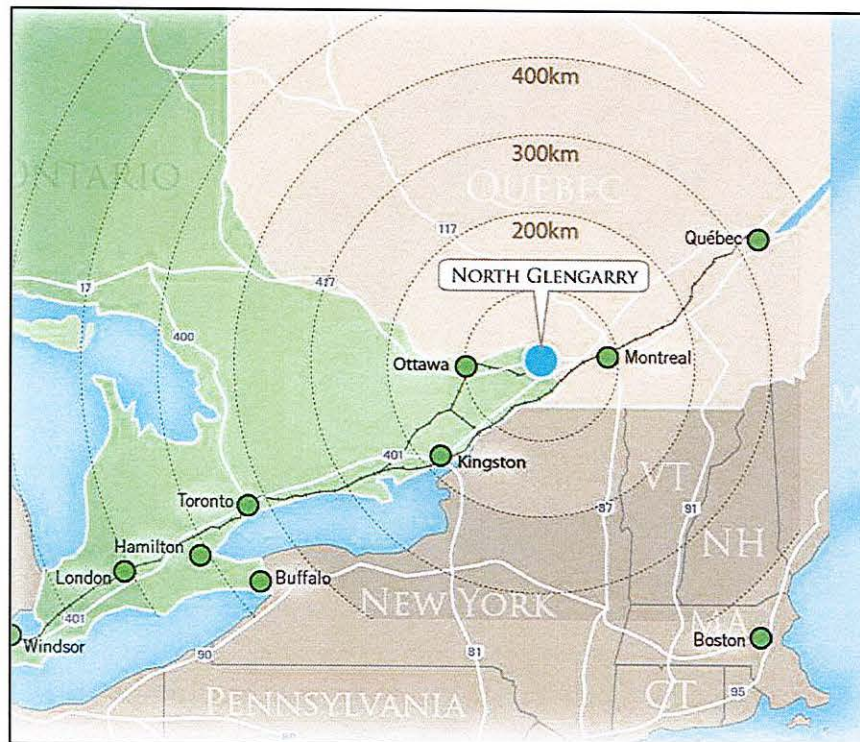 400km
300km
ONTARIO
QUÉBEC
200km
117
Québec
NORTH GLENGARRY
17
417
400
Ottawa
Montreal
401
Kingston
VT
Toronto
87
91
NH
Hamilton
London
Buffalo
NEW YORK
MA
401
Windsor
Boston
90
81
PENNSYLVANIA
CT
95